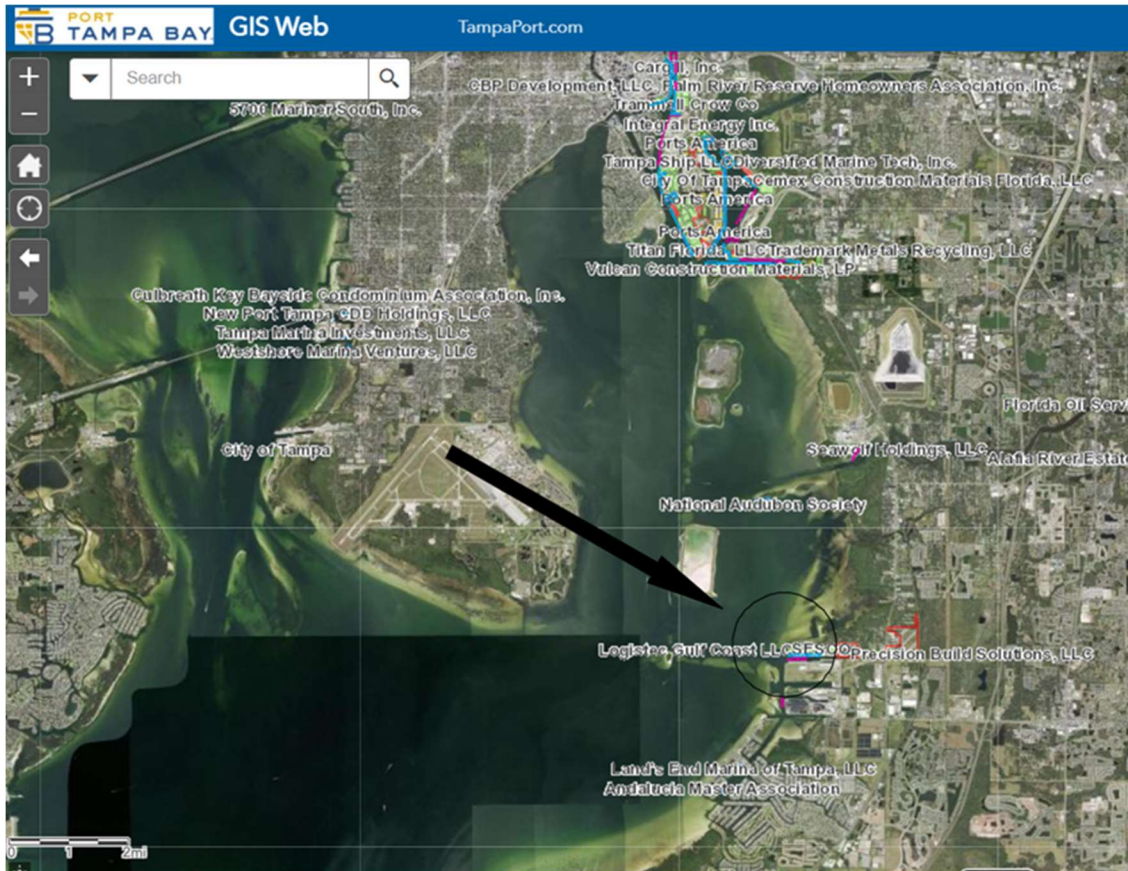 PORT
TAMPA BAY
GIS Web
TampaPort.com
Search
Cargill, Inc.
CBP Development, LLC, Palm River Reserve Homeowners Association, Inc.
5700 Mariner South, Inc.
Trammell Crow Co
Integral Energy Inc.
Ports America
Tampa Ship LLC Diversified Marine Tech, Inc.
City Of Tampa Cemex Construction Materials Florida, LLC
Ports America
Ports America
Titan Florida, LLC Trademark Metals Recycling, LLC
Vulcan Construction Materials, LP
Culbreath Key Bayside Condominium Association, Inc.
New Port Tampa CDD Holdings, LLC
Tampa Marina Investments, LLC
Westshore Marina Ventures, LLC
Florida Oil Serv
City of Tampa
Seawolf Holdings, LLC
Alafia River Estate
National Audubon Society
Logistec Gulf Coast LLC
Precision Build Solutions, LLC
Land's End Marina of Tampa, LLC
Andalucia Master Association
0 1 2mi